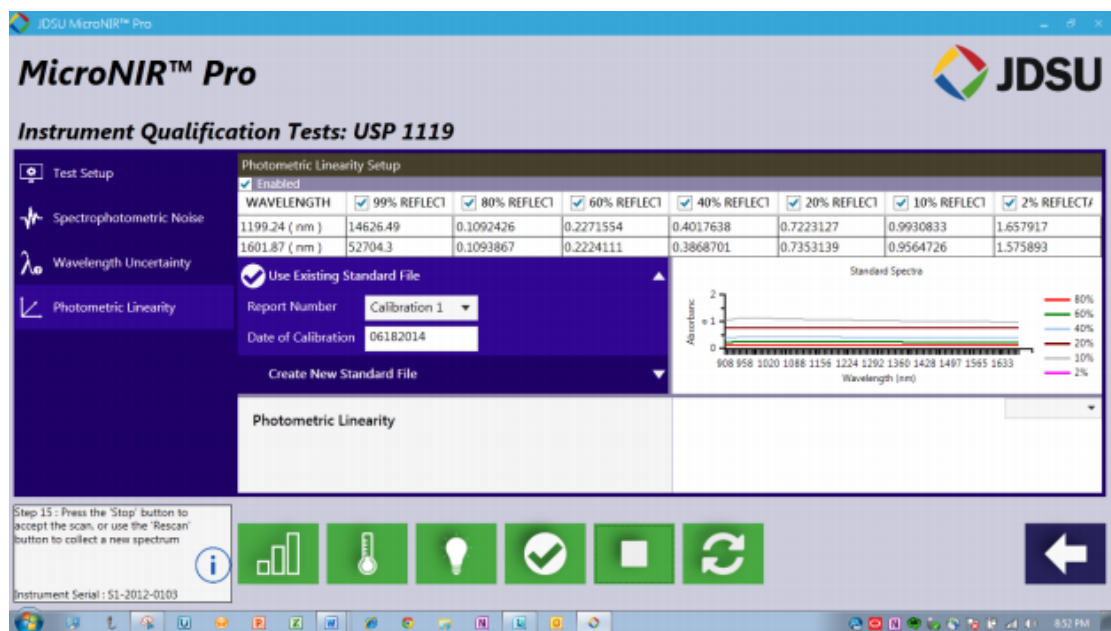 JDSU MicroNIR™ Pro
MicroNIR™ Pro
JDSU
Instrument Qualification Tests: USP 1119
Test Setup
Spectrophotometric Noise
Wavelength Uncertainty
Photometric Linearity
Photometric Linearity Setup
Enabled
WAVELENGTH 99% REFLECT 80% REFLECT 60% REFLECT 40% REFLECT 20% REFLECT 10% REFLECT 2% REFLECTA
1199.24 ( nm ) 14626.49 0.1092426 0.2271554 0.4017638 0.7223127 0.9930833 1.657917
1601.87 ( nm ) 52704.3 0.1093867 0.2224111 0.3868701 0.7353139 0.9564726 1.575893
Use Existing Standard File
Report Number Calibration 1
Date of Calibration 06182014
Create New Standard File
Standard Spectra
Absorbanc
e
2
1
0
908 958 1020 1088 1156 1224 1292 1360 1428 1497 1565 1633
Wavelength (nm)
80%
60%
40%
20%
10%
2%
Photometric Linearity
Step 15 : Press the 'Stop' button to
accept the scan, or use the 'Rescan'
button to collect a new spectrum
i
Instrument Serial : S1-2012-0103
8:52 PM